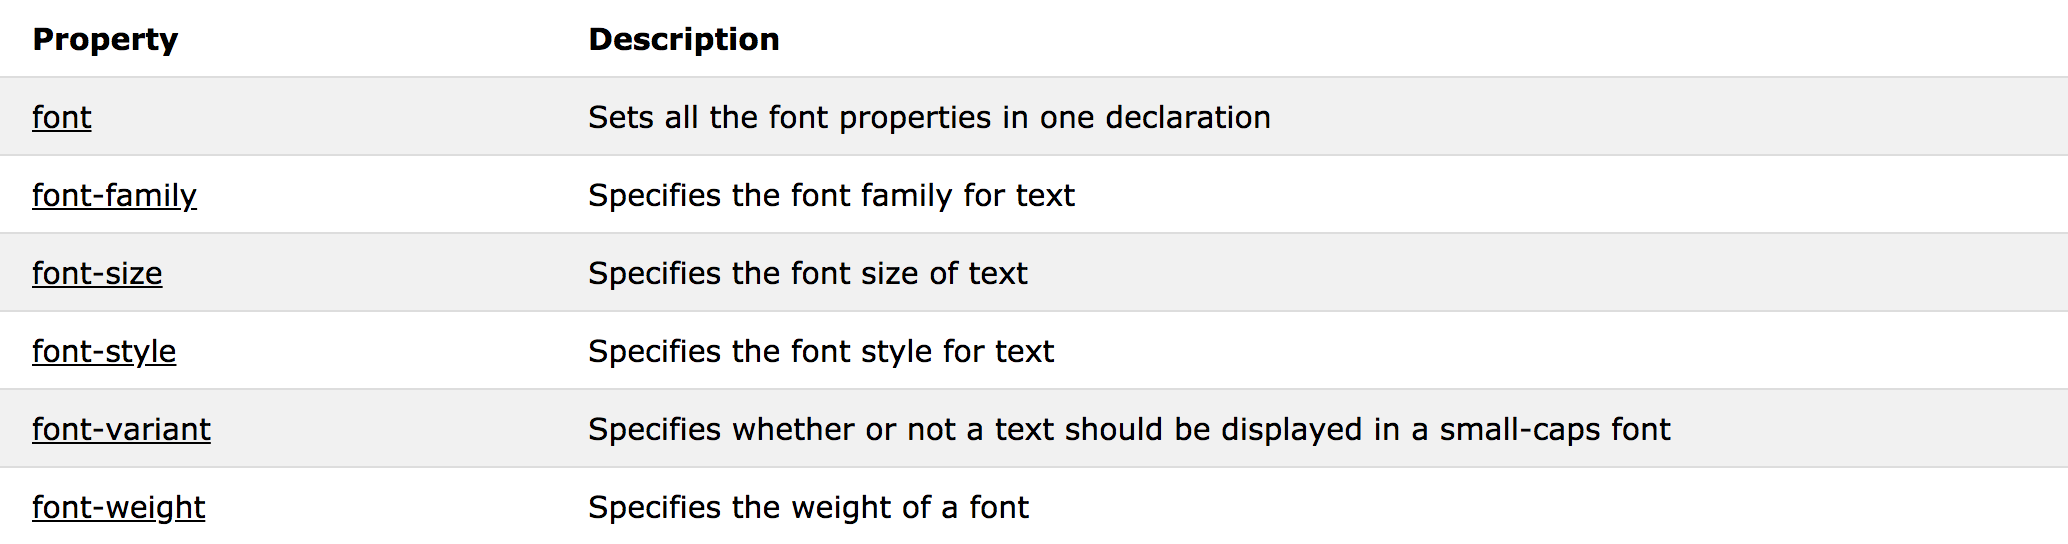 Property Description
font Sets all the font properties in one declaration
font-family Specifies the font family for text
font-size Specifies the font size of text
font-style Specifies the font style for text
font-variant Specifies whether or not a text should be displayed in a small-caps font
font-weight Specifies the weight of a font